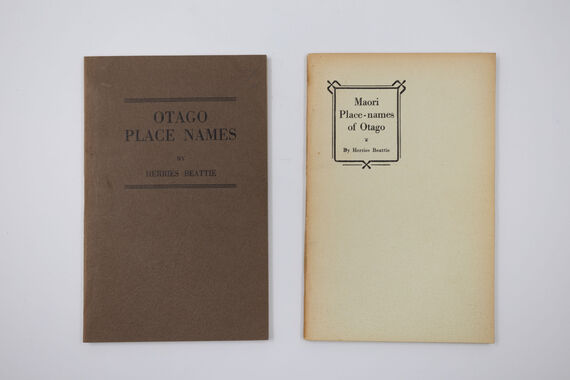 OTAGO
PLACE NAMES
BY
HERRIES BEATTIE
Maori
Place-names
of Otago
By Herries Beattie